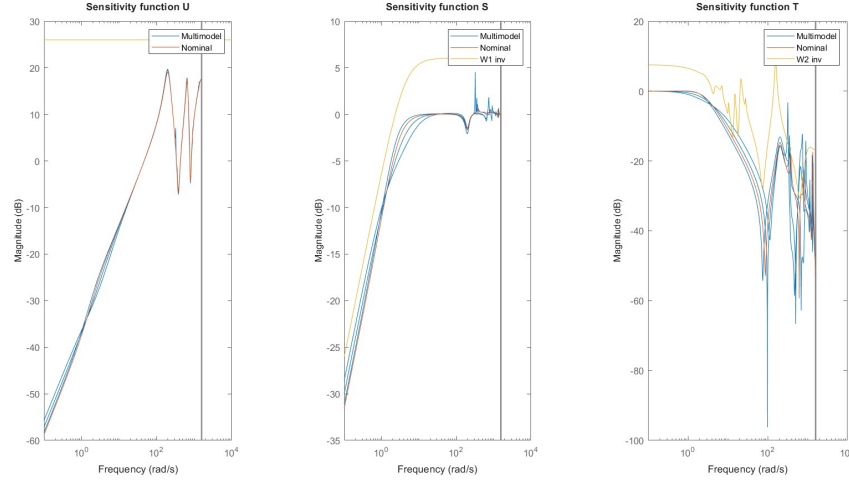 Sensitivity function U
30
20
10
0
-10
-20
-30
-40
-50
-60
Magnitude (dB)
10^0
10^2
10^4
Frequency (rad/s)
Multimodel
Nominal
Sensitivity function S
10
5
0
-5
-10
-15
-20
-25
-30
-35
Magnitude (dB)
10^0
10^2
10^4
Frequency (rad/s)
Multimodel
Nominal
W1 inv
Sensitivity function T
20
0
-20
-40
-60
-80
-100
Magnitude (dB)
10^0
10^2
10^4
Frequency (rad/s)
Multimodel
Nominal
W2 inv